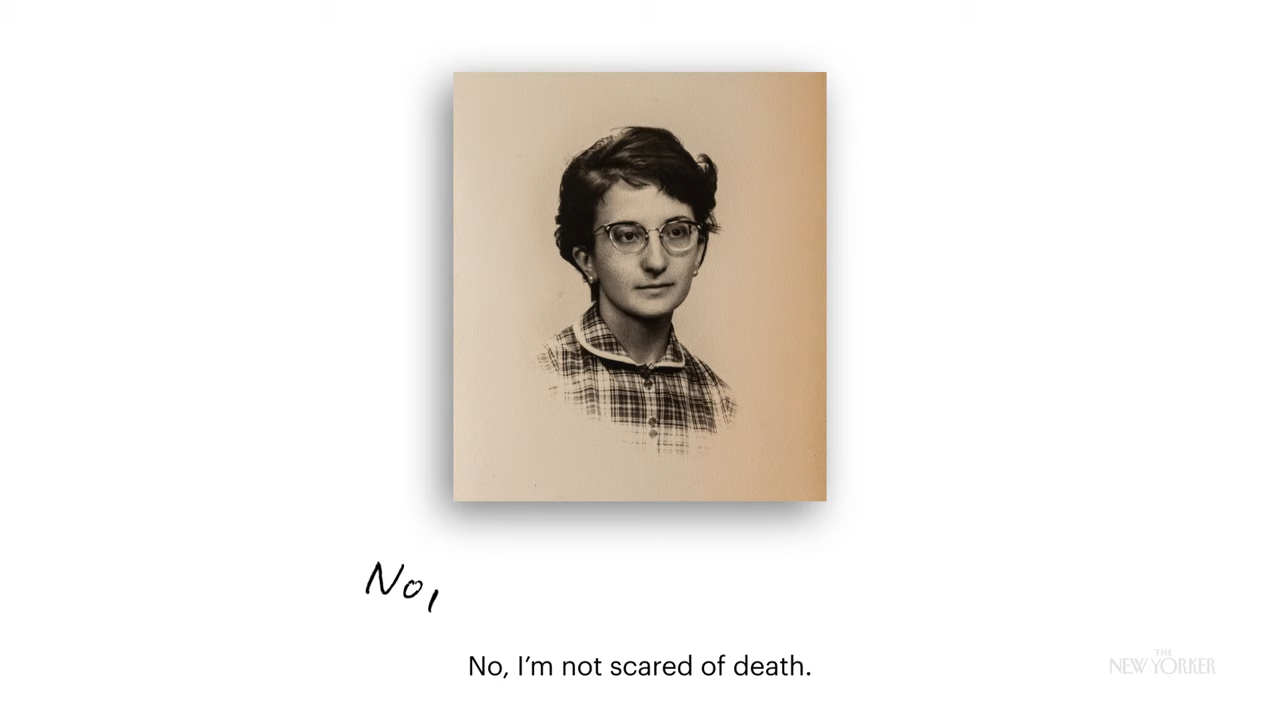 No,
No, I’m not scared of death.
THE
NEW YORKER